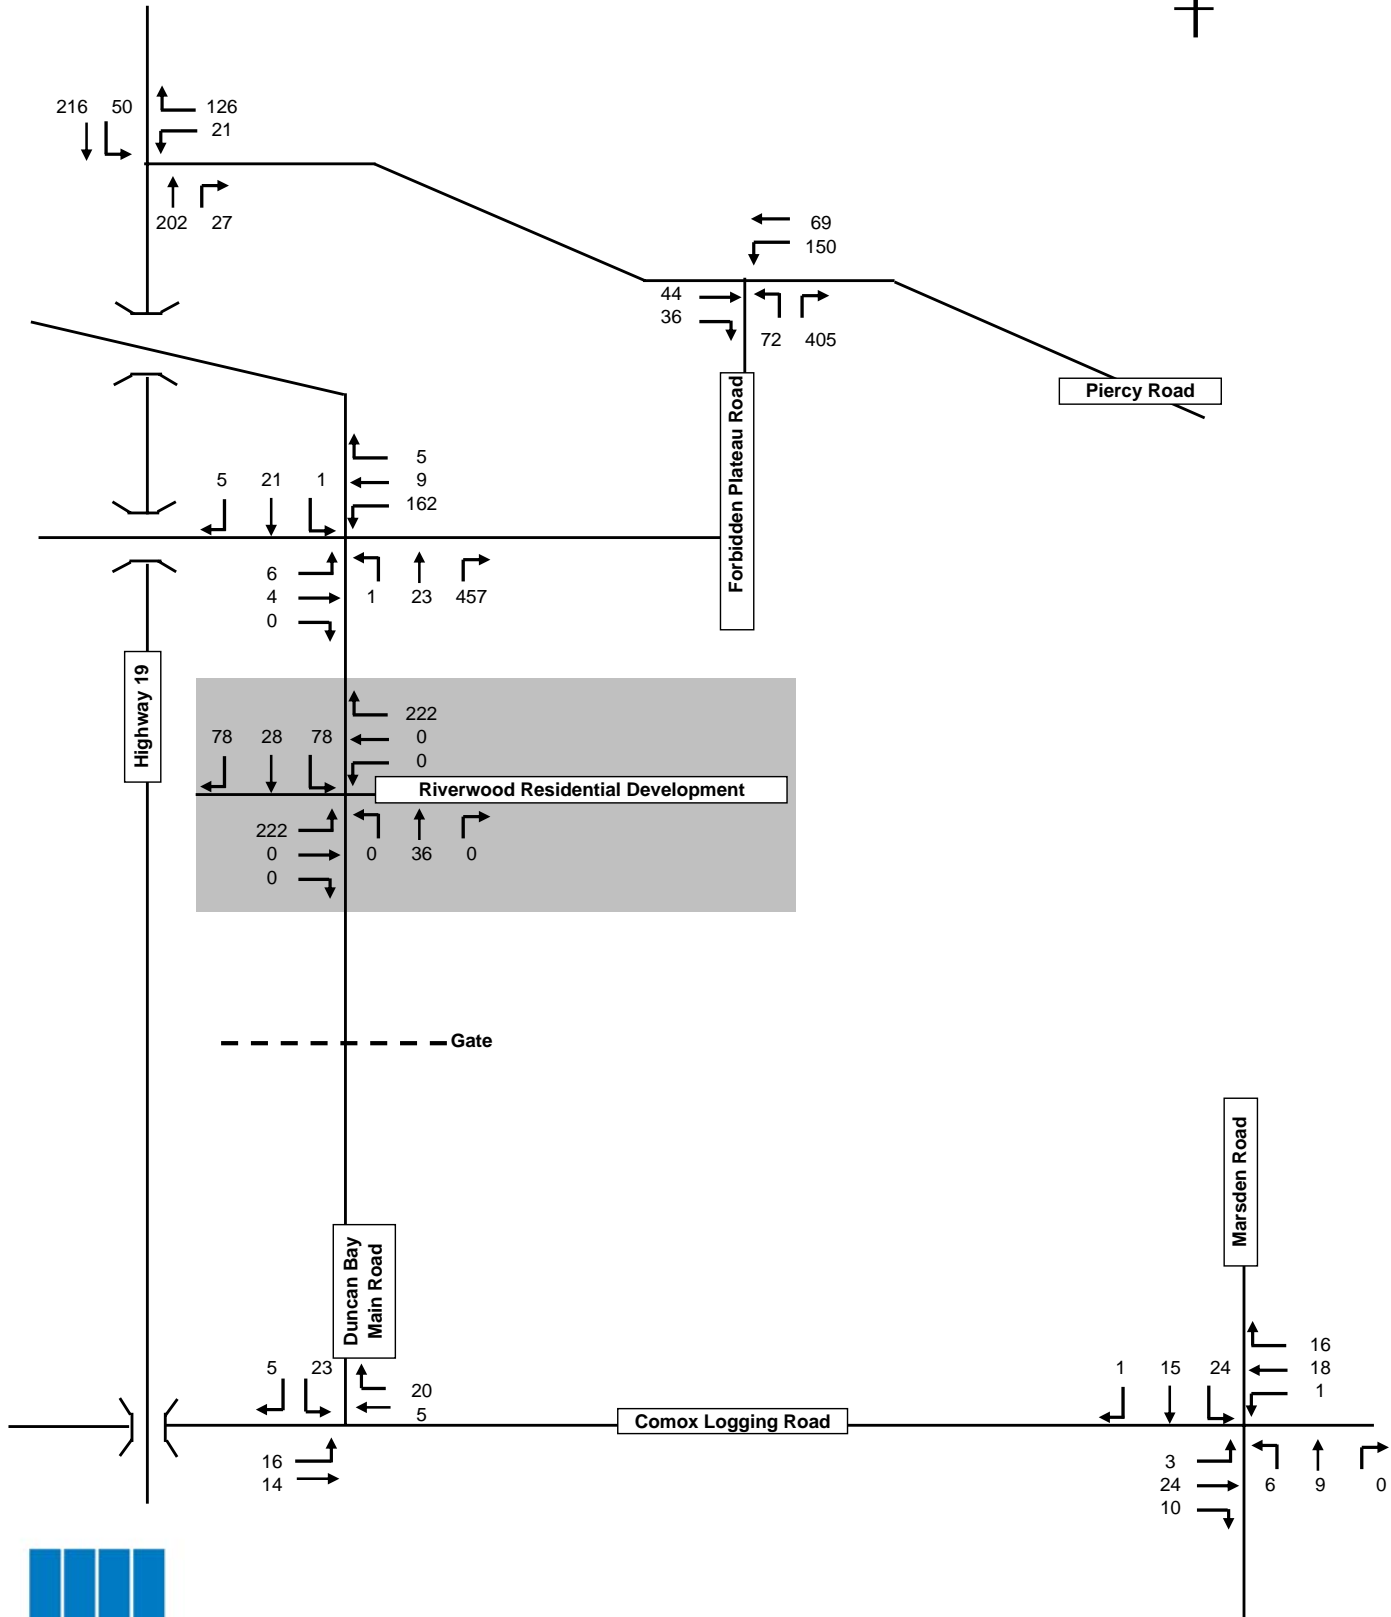 216 50 126
21
202 27
69
150
44
36
72 405
Piercy Road
Forbidden Plateau Road
5
5 21 1 9
162
6
4 1 23 457
0
Highway 19
222
78 28 78 0
0
Riverwood Residential Development
222
0 0 36 0
0
Gate
Marsden Road
Duncan Bay
Main Road
5 23
20
5
16
14
Comox Logging Road
16
1 15 24 18
1
3
24 6 9 0
10